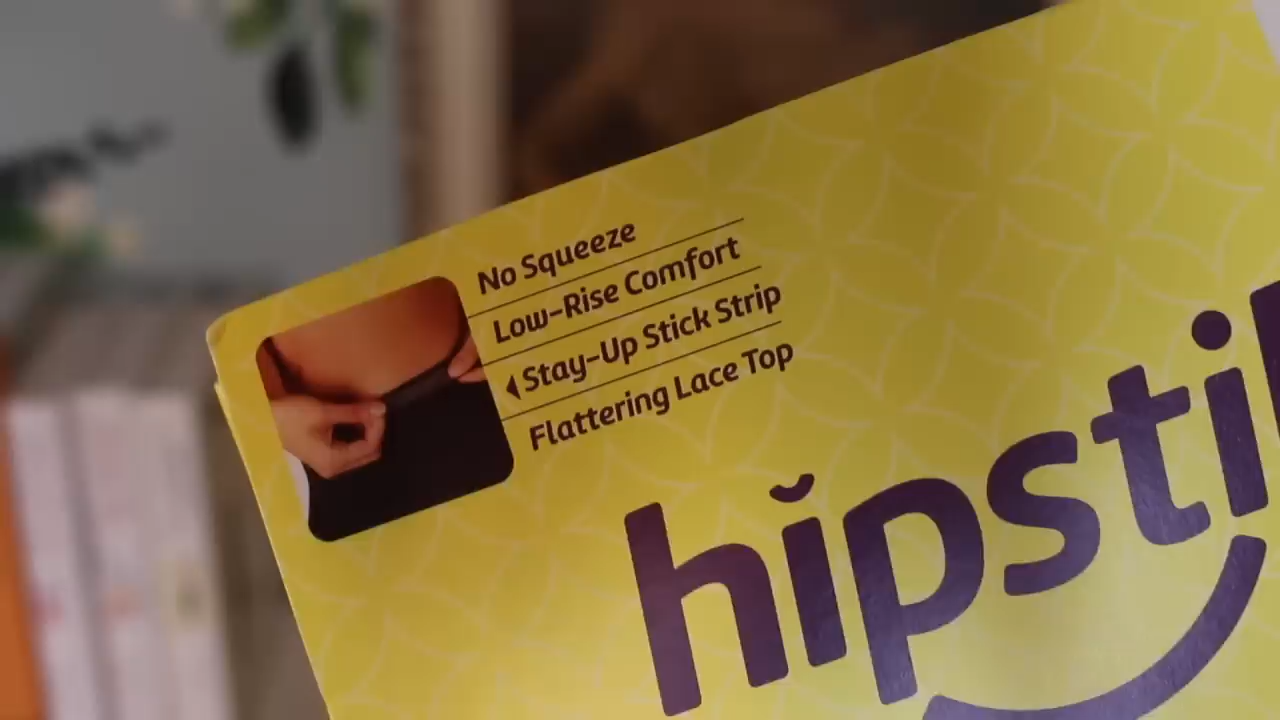 No Squeeze
Low-Rise Comfort
Stay-Up Stick Strip
Flattering Lace Top
hipsti